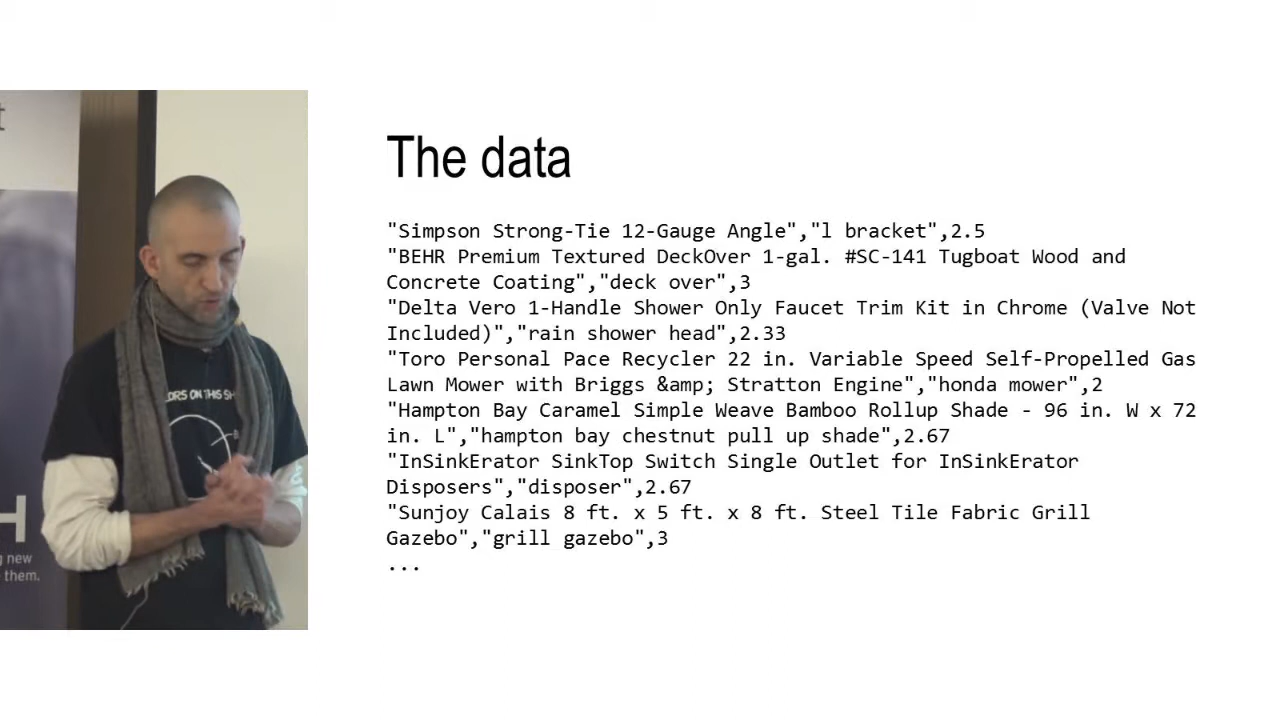 t
The data
"Simpson Strong-Tie 12-Gauge Angle","l bracket",2.5
"BEHR Premium Textured DeckOver 1-gal. #SC-141 Tugboat Wood and
Concrete Coating","deck over",3
"Delta Vero 1-Handle Shower Only Faucet Trim Kit in Chrome (Valve Not
Included)","rain shower head",2.33
"Toro Personal Pace Recycler 22 in. Variable Speed Self-Propelled Gas
Lawn Mower with Briggs &amp; Stratton Engine","honda mower",2
"Hampton Bay Caramel Simple Weave Bamboo Rollup Shade - 96 in. W x 72
in. L","hampton bay chestnut pull up shade",2.67
"InSinkErator SinkTop Switch Single Outlet for InSinkErator
Disposers","disposer",2.67
"Sunjoy Calais 8 ft. x 5 ft. x 8 ft. Steel Tile Fabric Grill
Gazebo","grill gazebo",3
...
ORS ON THIS SH
H
g new
them.